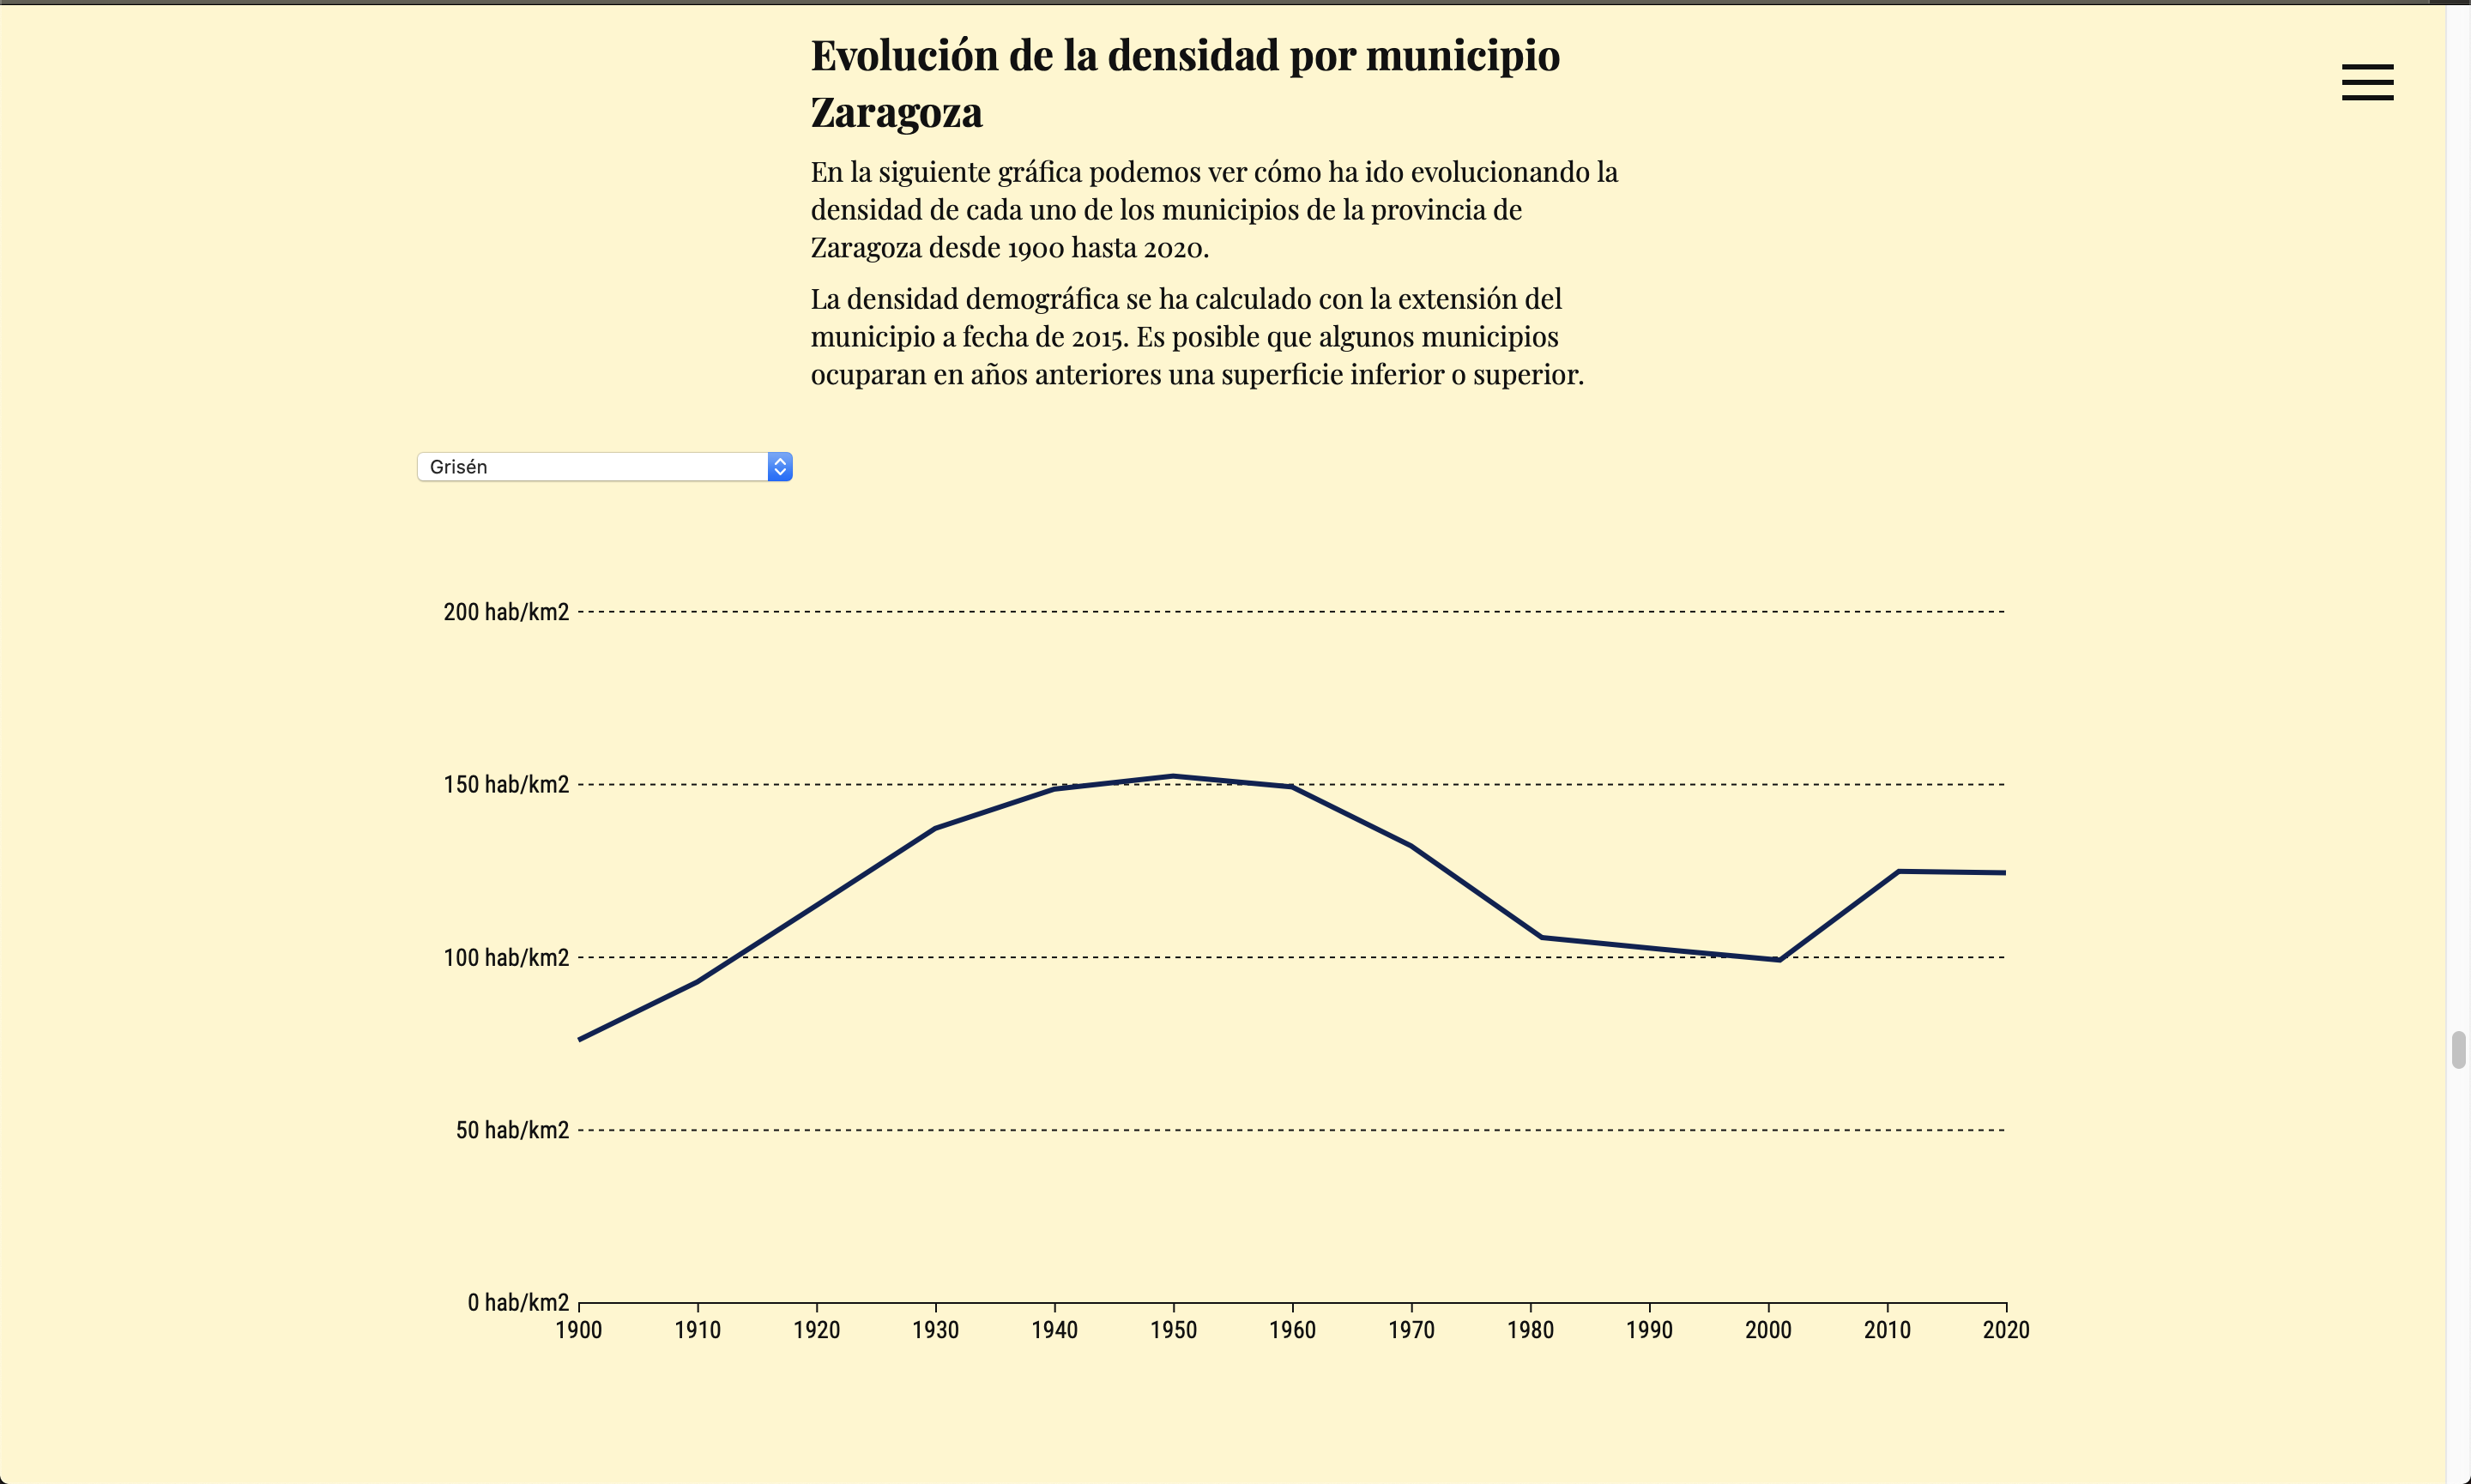 Evolución de la densidad por municipio
Zaragoza
En la siguiente gráfica podemos ver cómo ha ido evolucionando la
densidad de cada uno de los municipios de la provincia de
Zaragoza desde 1900 hasta 2020.
La densidad demográfica se ha calculado con la extensión del
municipio a fecha de 2015. Es posible que algunos municipios
ocuparan en años anteriores una superficie inferior o superior.
Grisén
200 hab/km2
150 hab/km2
100 hab/km2
50 hab/km2
0 hab/km2
1900 1910 1920 1930 1940 1950 1960 1970 1980 1990 2000 2010 2020